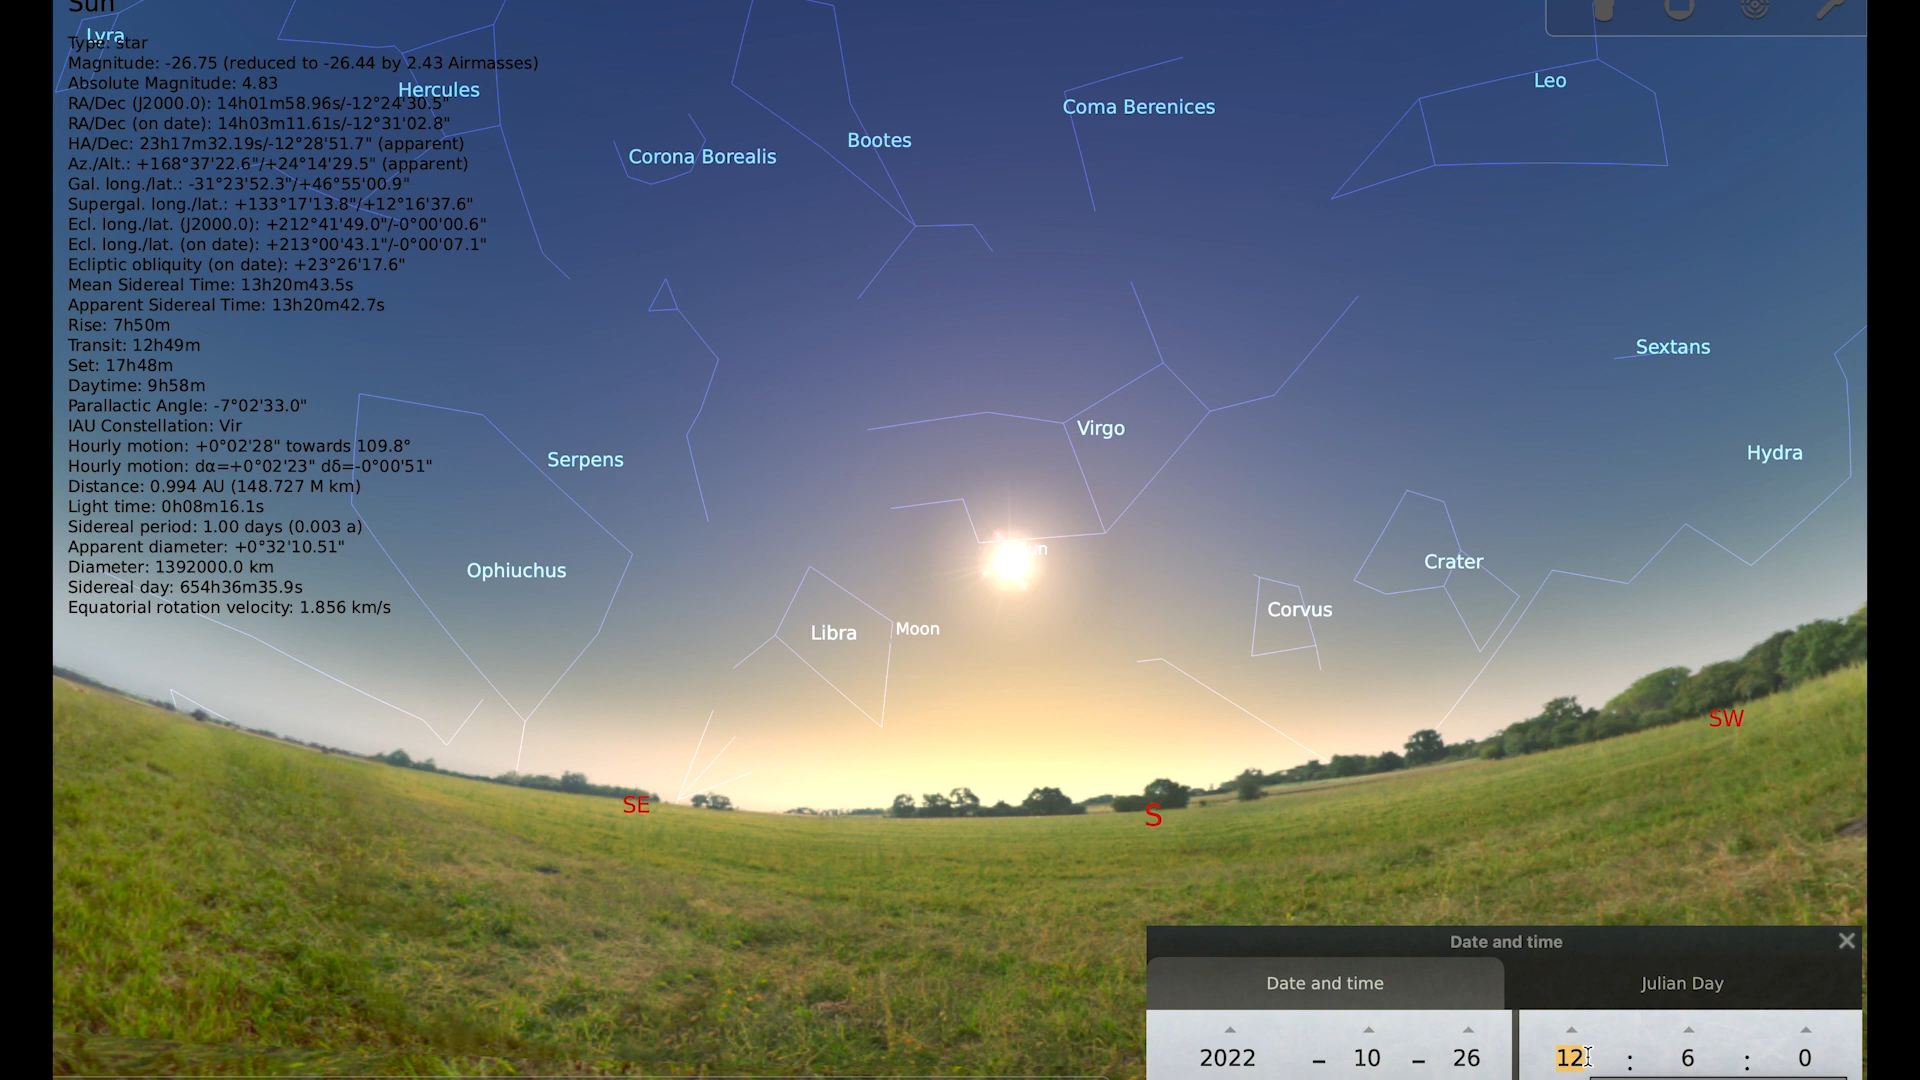 Sun
Lyra
Type: star
Magnitude: -26.75 (reduced to -26.44 by 2.43 Airmasses)
Absolute Magnitude: 4.83
RA/Dec (J2000.0): 14h01m58.96s/-12°24'30.5"
RA/Dec (on date): 14h03m11.61s/-12°31'02.8"
HA/Dec: 23h17m32.19s/-12°28'51.7" (apparent)
Az./Alt.: +168°37'22.6"/+24°14'29.5" (apparent)
Gal. long./lat.: -31°23'52.3"/+46°55'00.9"
Supergal. long./lat.: +133°17'13.8"/+12°16'37.6"
Ecl. long./lat. (J2000.0): +212°41'49.0"/-0°00'00.6"
Ecl. long./lat. (on date): +213°00'43.1"/-0°00'07.1"
Ecliptic obliquity (on date): +23°26'17.6"
Mean Sidereal Time: 13h20m43.5s
Apparent Sidereal Time: 13h20m42.7s
Rise: 7h50m
Transit: 12h49m
Set: 17h48m
Daytime: 9h58m
Parallactic Angle: -7°02'33.0"
IAU Constellation: Vir
Hourly motion: +0°02'28" towards 109.8°
Hourly motion: dα=+0°02'23" dδ=-0°00'51"
Distance: 0.994 AU (148.727 M km)
Light time: 0h08m16.1s
Sidereal period: 1.00 days (0.003 a)
Apparent diameter: +0°32'10.51"
Diameter: 1392000.0 km
Sidereal day: 654h36m35.9s
Equatorial rotation velocity: 1.856 km/s
Hercules
Corona Borealis
Bootes
Coma Berenices
Leo
Sextans
Virgo
Hydra
Serpens
Ophiuchus
Crater
Corvus
Libra
Moon
SE
S
SW
Date and time
Date and time
Julian Day
2022 – 10 – 26
12 : 6 : 0